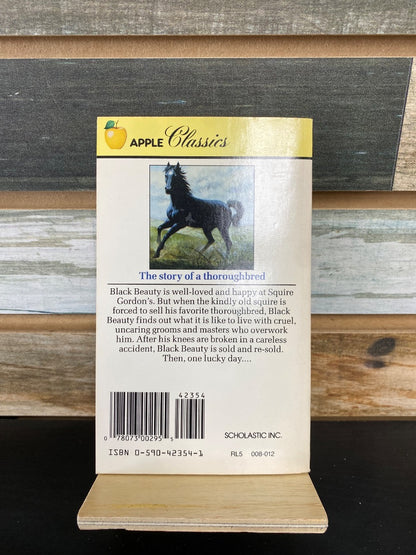 APPLE Classics
The story of a thoroughbred
Black Beauty is well-loved and happy at Squire
Gordon's. But when the kindly old squire is
forced to sell his favorite thoroughbred, Black
Beauty finds out what it is like to live with cruel,
uncaring grooms and masters who overwork
him. After his knees are broken in a careless
accident, Black Beauty is sold and re-sold.
Then, one lucky day....
42354
0 78073 00295 5
SCHOLASTIC INC.
ISBN 0-590-42354-1
RL5 008-012